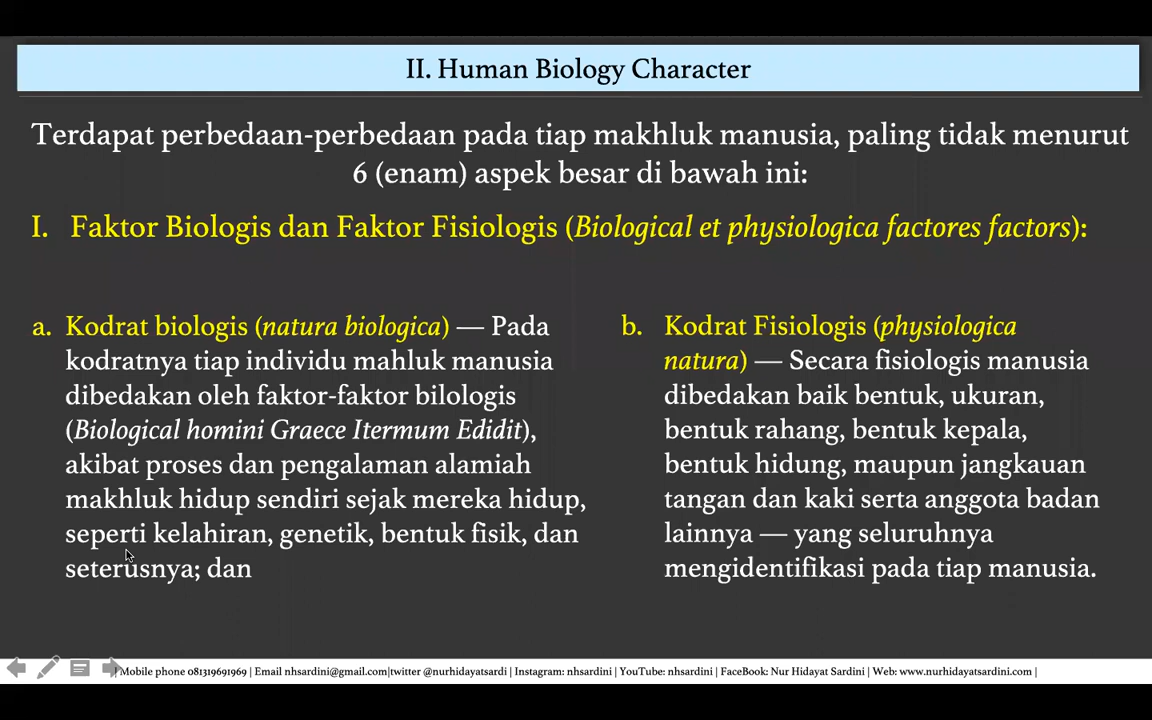 II. Human Biology Character
Terdapat perbedaan-perbedaan pada tiap makhluk manusia, paling tidak menurut
6 (enam) aspek besar di bawah ini:
I. Faktor Biologis dan Faktor Fisiologis (Biological et physiologica factores factors):
a. Kodrat biologis (natura biologica) — Pada
kodratnya tiap individu mahluk manusia
dibedakan oleh faktor-faktor bilologis
(Biological homini Graece Itermum Edidit),
akibat proses dan pengalaman alamiah
makhluk hidup sendiri sejak mereka hidup,
seperti kelahiran, genetik, bentuk fisik, dan
seterusnya; dan
b. Kodrat Fisiologis (physiologica
natura) — Secara fisiologis manusia
dibedakan baik bentuk, ukuran,
bentuk rahang, bentuk kepala,
bentuk hidung, maupun jangkauan
tangan dan kaki serta anggota badan
lainnya — yang seluruhnya
mengidentifikasi pada tiap manusia.
| Mobile phone 081319691969 | Email nhsardini@gmail.com|twitter @nurhidayatsardi | Instagram: nhsardini | YouTube: nhsardini | FaceBook: Nur Hidayat Sardini | Web: www.nurhidayatsardini.com |